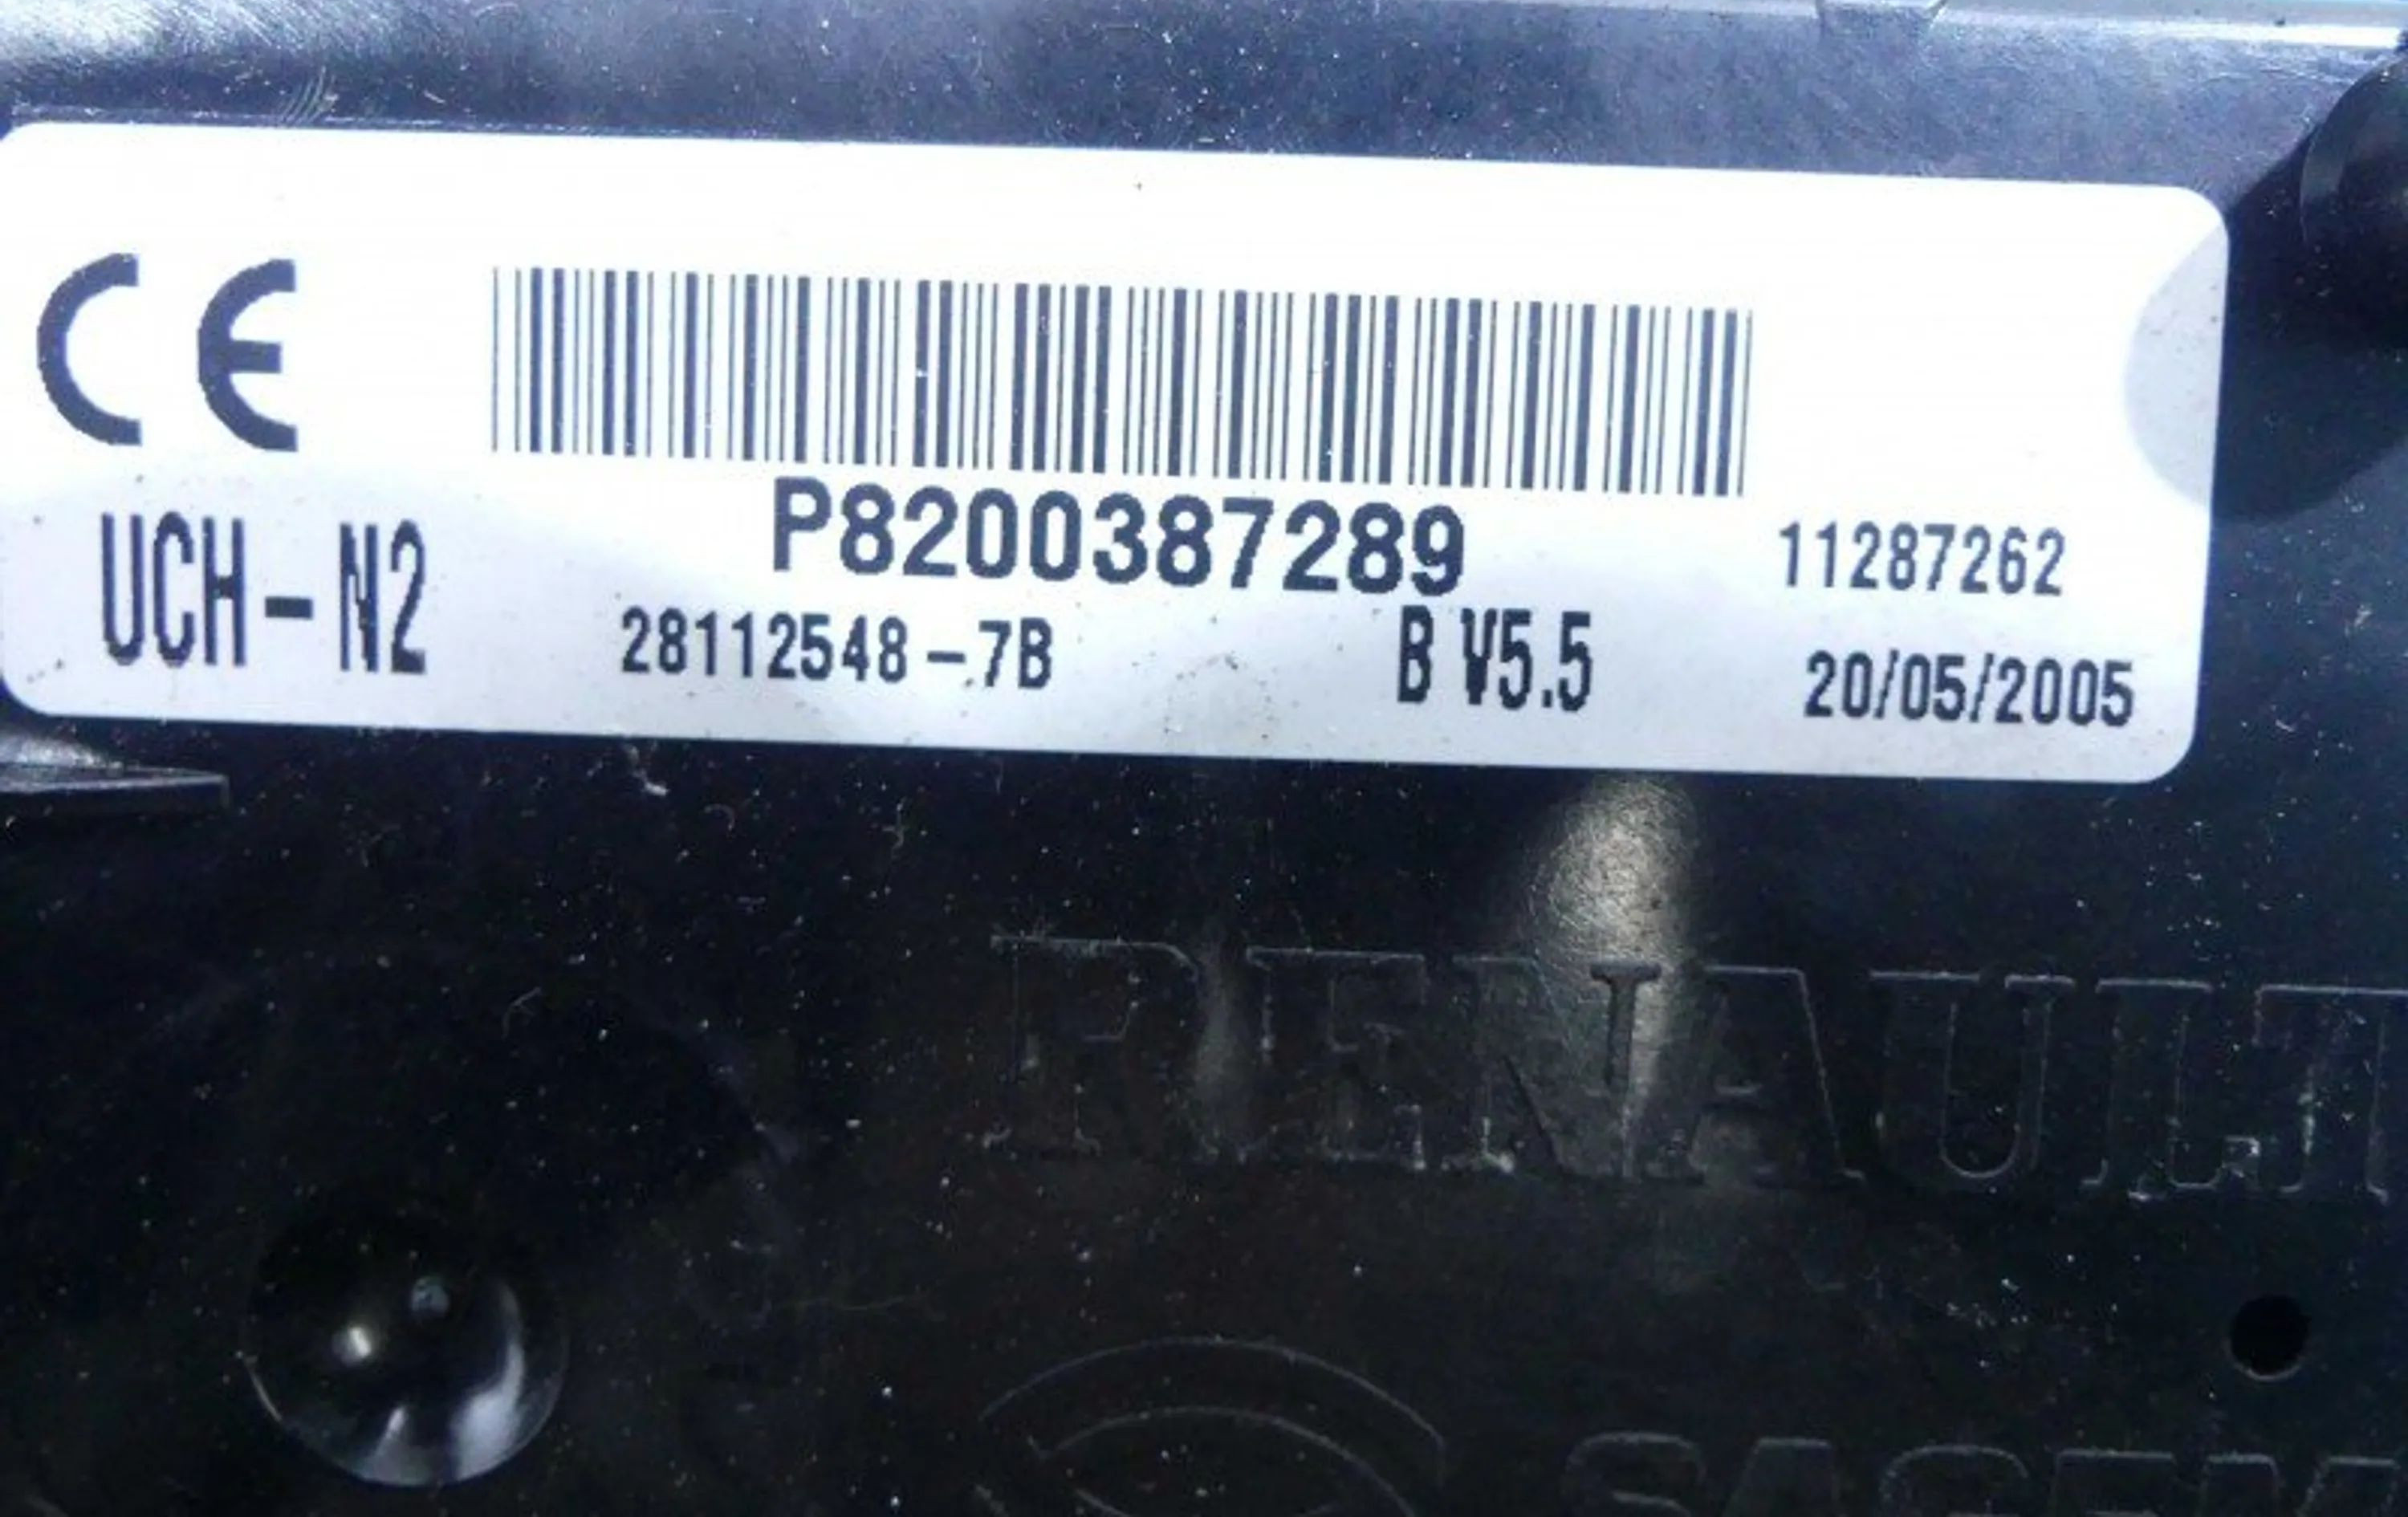 CE
P8200387289
11287262
UCH-N2
28112548-7B
B V5.5
20/05/2005
RENAULT